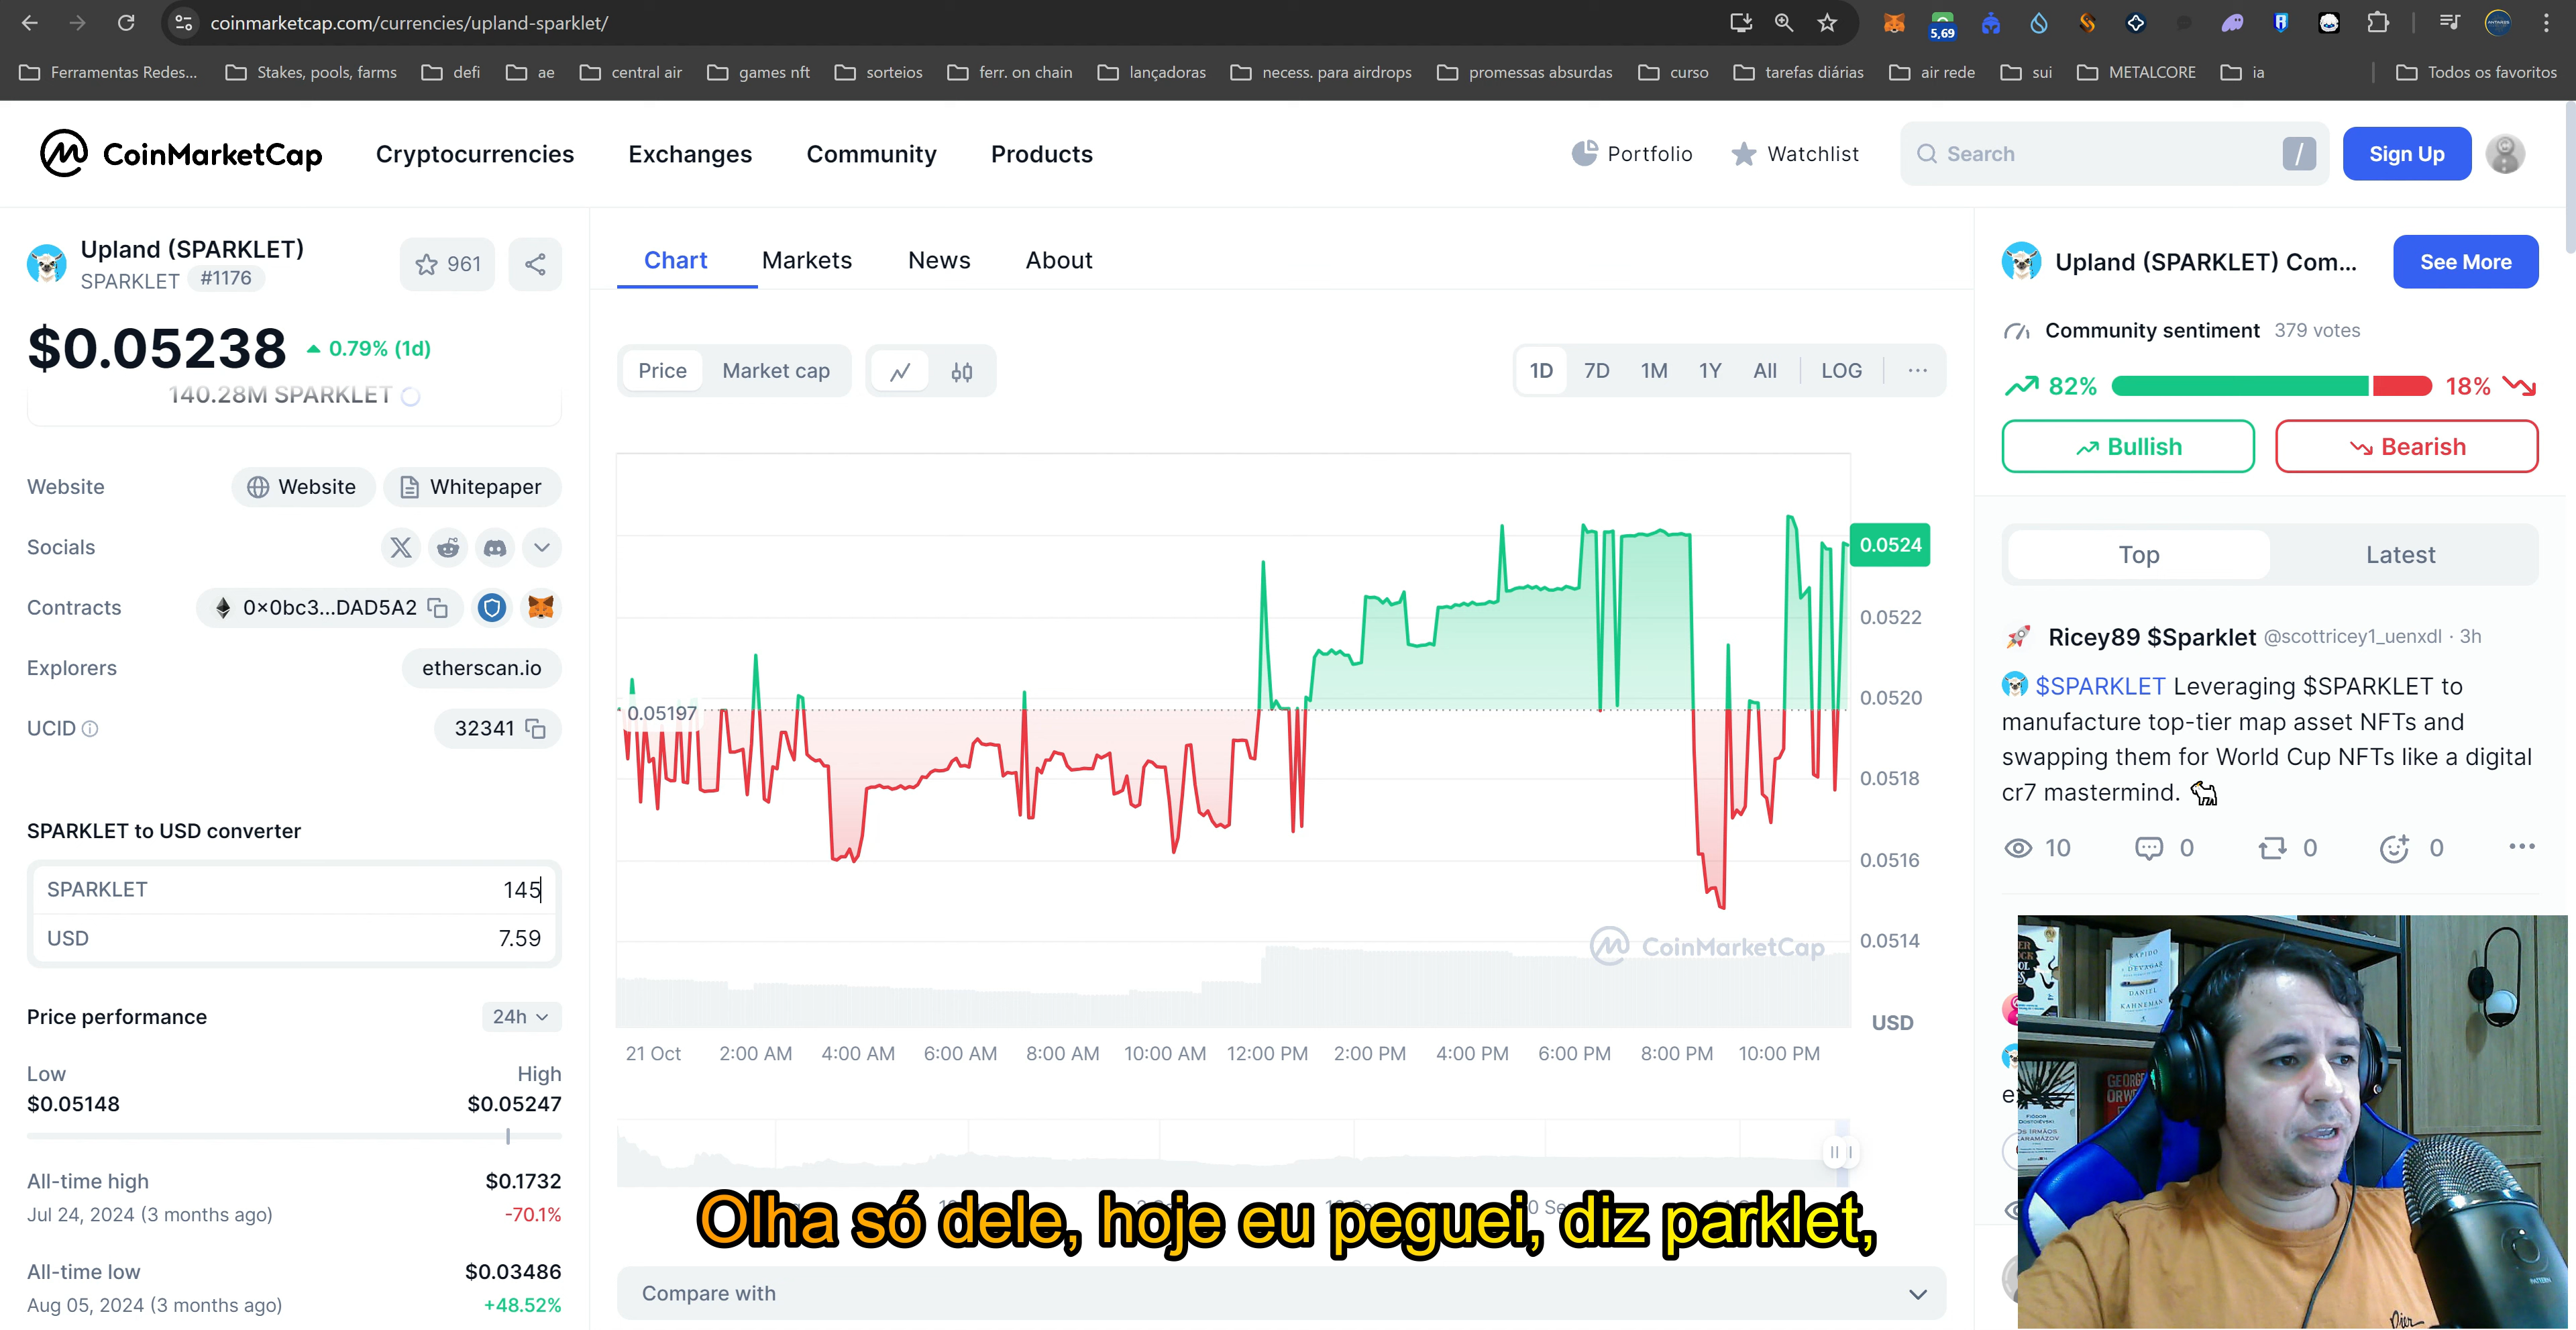 coinmarketcap.com/currencies/upland-sparklet/
5,69
Ferramentas Redes...
Stakes, pools, farms
defi
ae
central air
games nft
sorteios
ferr. on chain
lançadoras
necess. para airdrops
promessas absurdas
curso
tarefas diárias
air rede
sui
METALCORE
ia
Todos os favoritos
CoinMarketCap
Cryptocurrencies
Exchanges
Community
Products
Portfolio
Watchlist
Search
/
Sign Up
Upland (SPARKLET)
SPARKLET #1176
961
$0.05238
0.79% (1d)
140.28M SPARKLET
Website
Website
Whitepaper
Socials
Contracts
0x0bc3...DAD5A2
Explorers
etherscan.io
UCID
32341
SPARKLET to USD converter
SPARKLET 145
USD 7.59
Price performance
24h
Low High
$0.05148 $0.05247
All-time high $0.1732
Jul 24, 2024 (3 months ago) -70.1%
All-time low $0.03486
Aug 05, 2024 (3 months ago) +48.52%
Chart
Markets
News
About
Price
Market cap
1D
7D
1M
1Y
All
LOG
0.0524
0.0522
0.0520
0.0518
0.0516
0.0514
0.05197
CoinMarketCap
USD
21 Oct
2:00 AM
4:00 AM
6:00 AM
8:00 AM
10:00 AM
12:00 PM
2:00 PM
4:00 PM
6:00 PM
8:00 PM
10:00 PM
Olha só dele, hoje eu peguei, diz parklet,
Compare with
Upland (SPARKLET) Com...
See More
Community sentiment 379 votes
82%
18%
Bullish
Bearish
Top
Latest
Ricey89 $Sparklet @scottricey1_uenxdl · 3h
$SPARKLET Leveraging $SPARKLET to
manufacture top-tier map asset NFTs and
swapping them for World Cup NFTs like a digital
cr7 mastermind.
10
0
0
0
RÁPIDO
DEVAGAR
DANIEL
KAHNEMAN
IRMÃOS
KARAMÁZOV